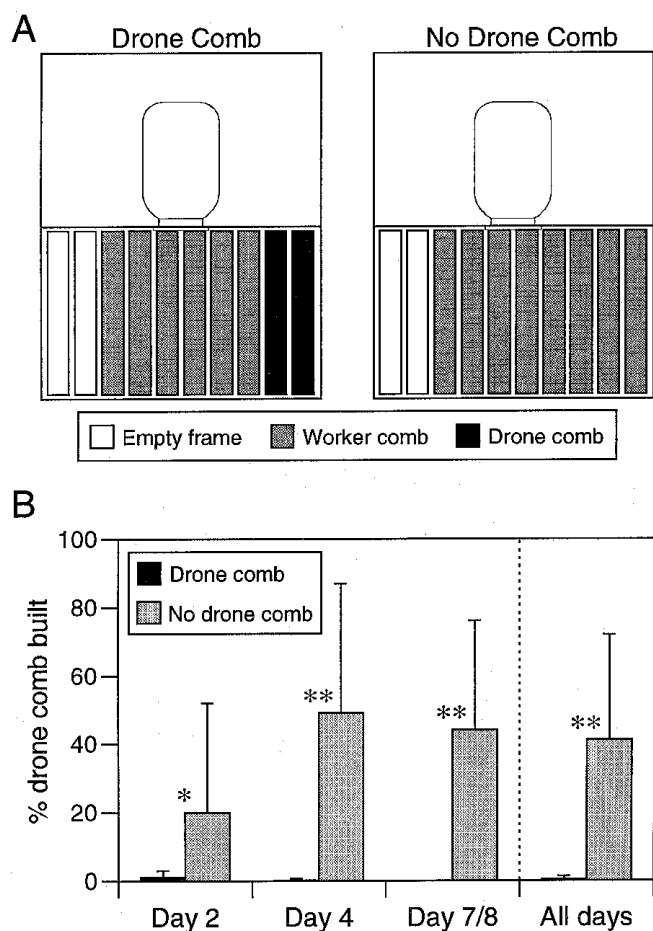 A
Drone Comb
No Drone Comb
Empty frame
Worker comb
Drone comb
B
100
80
60
40
20
0
% drone comb built
Drone comb
No drone comb
*
**
**
**
Day 2
Day 4
Day 7/8
All days